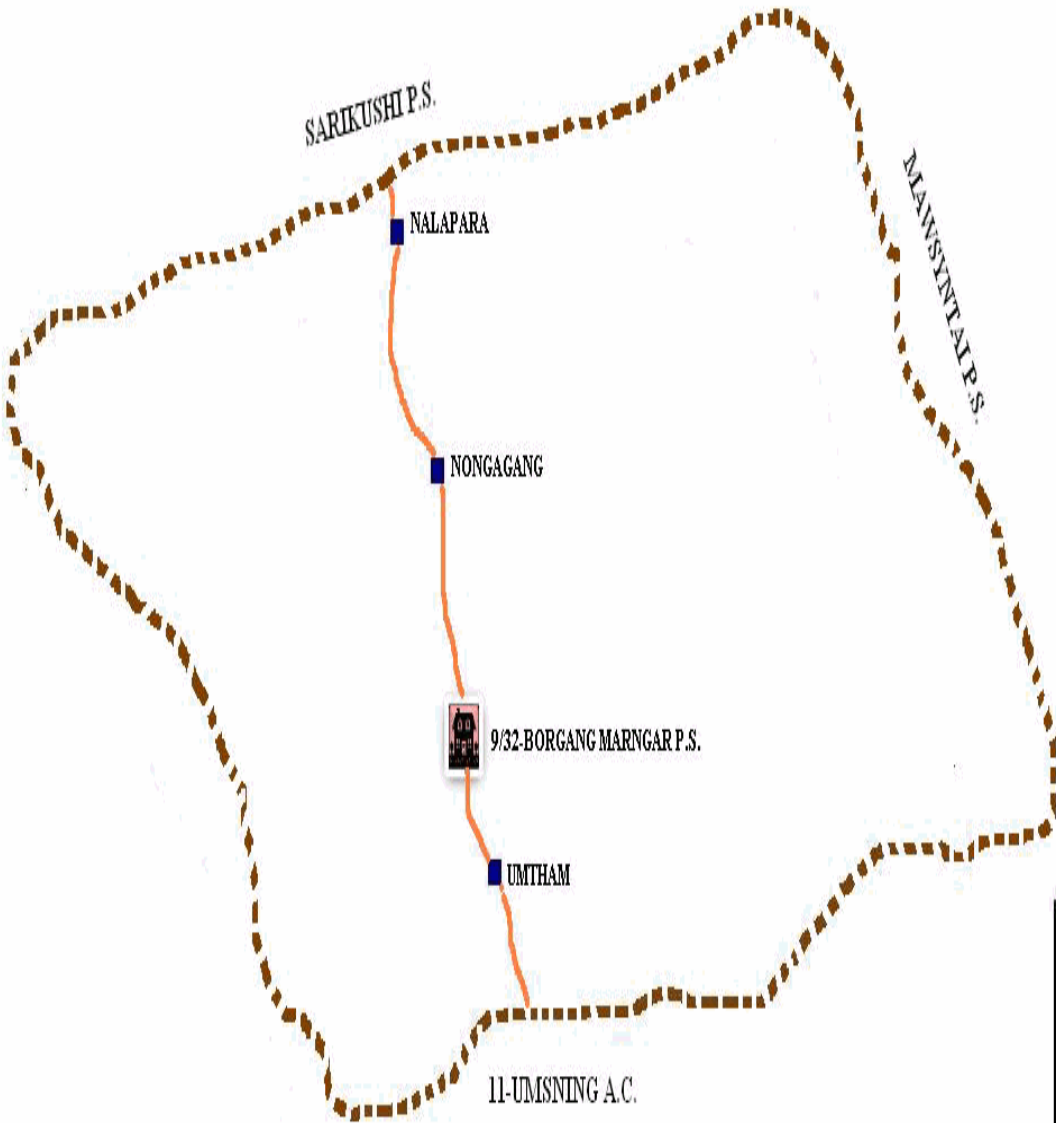 SARIKUSHI P.S.
MAWSYNTAI P.S.
NALAPARA
NONGAGANG
9/32-BORGANG MARNGAR P.S.
UMTHAM
11-UMSNING A.C.